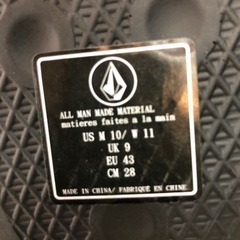 ALL MAN MADE MATERIAL
matieres faites a la main
US M 10/ W 11
UK 9
EU 43
CM 28
MADE IN CHINA/ FABRIQUÉ EN CHINE